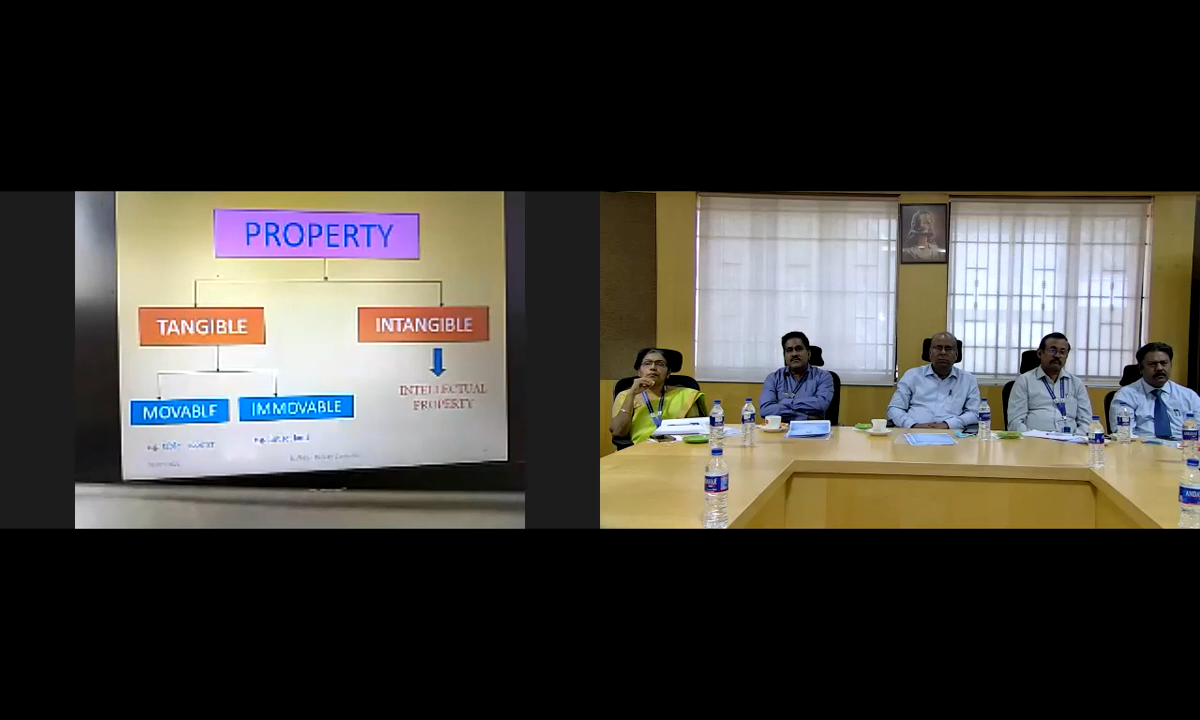 PROPERTY
TANGIBLE
INTANGIBLE
INTELLECTUAL
PROPERTY
MOVABLE
IMMOVABLE
e.g.
e.g.